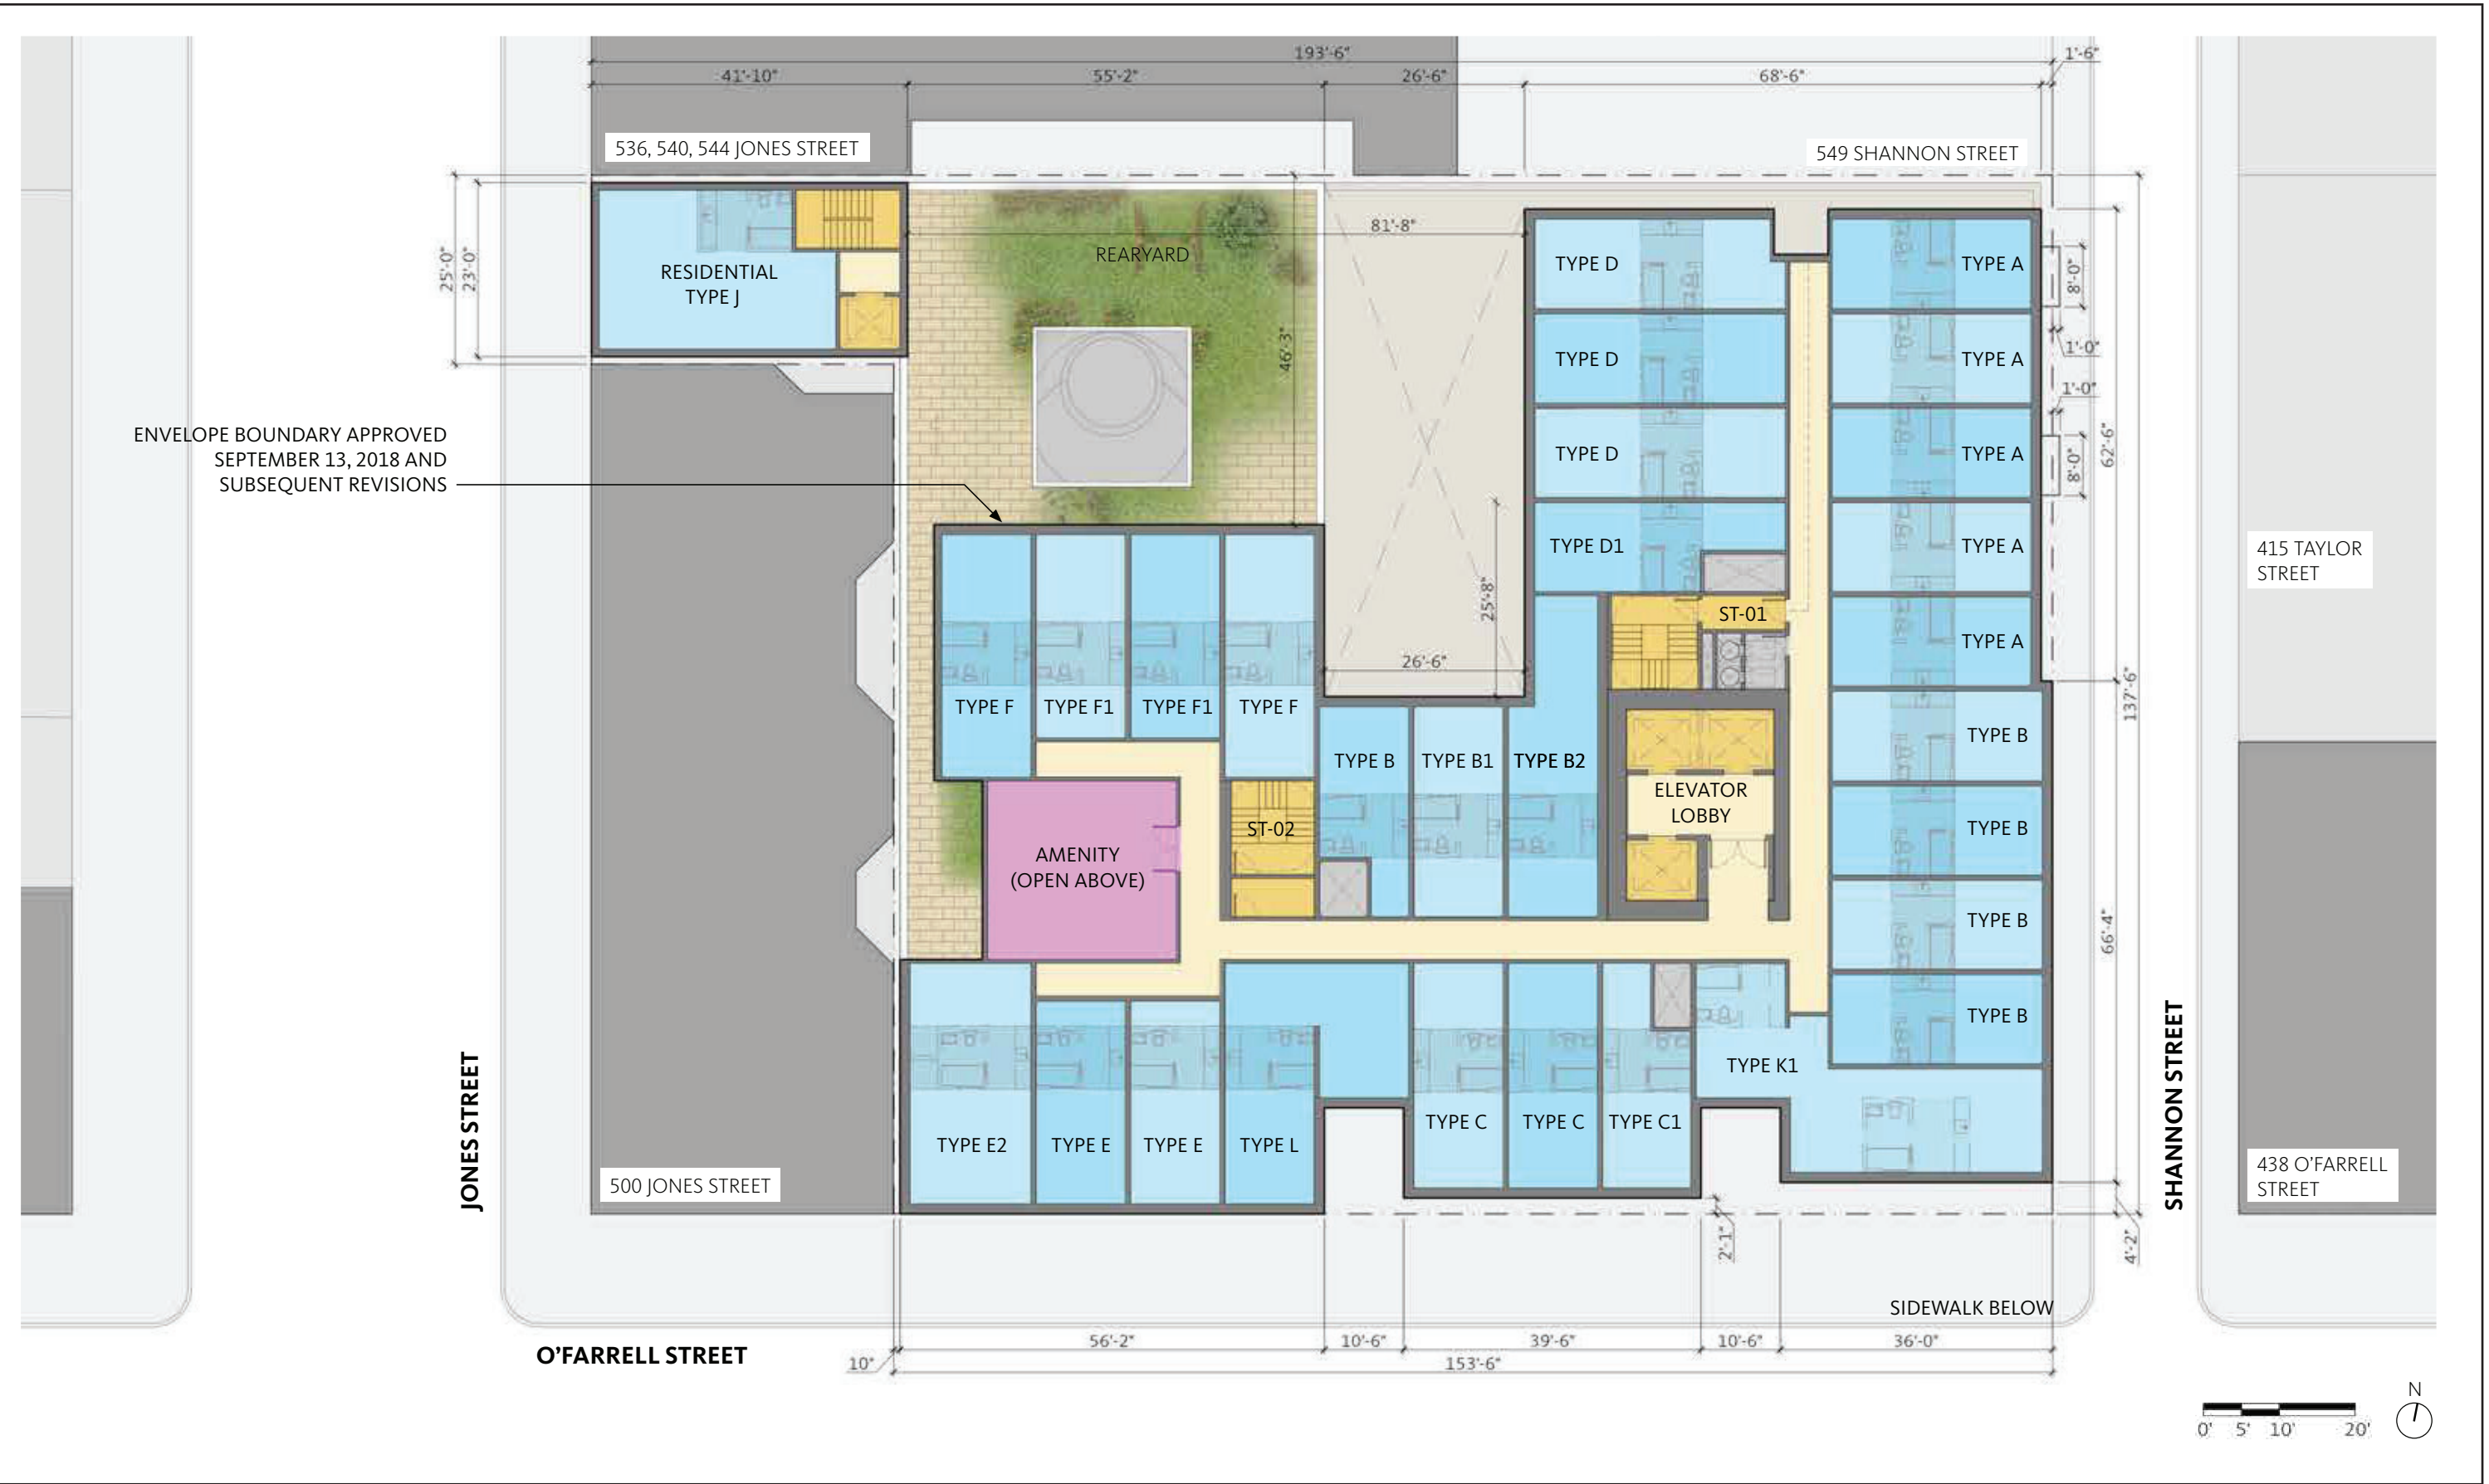 193'-6"
1'-6"
41'-10"
55'-2"
26'-6"
68'-6"
536, 540, 544 JONES STREET
549 SHANNON STREET
25'-0"
23'-0"
RESIDENTIAL
TYPE J
REARYARD
81'-8"
46'-3"
TYPE D
TYPE A
8'-0"
TYPE D
TYPE A
1'-0"
1'-0"
TYPE D
TYPE A
8'-0"
62'-6"
ENVELOPE BOUNDARY APPROVED
SEPTEMBER 13, 2018 AND
SUBSEQUENT REVISIONS
TYPE D1
TYPE A
415 TAYLOR
STREET
25'-8"
ST-01
TYPE A
26'-6"
137'-6"
TYPE F
TYPE F1
TYPE F1
TYPE F
TYPE B
TYPE B
TYPE B1
TYPE B2
ELEVATOR
LOBBY
ST-02
TYPE B
AMENITY
(OPEN ABOVE)
TYPE B
66'-4"
TYPE B
TYPE K1
TYPE C
TYPE C
TYPE C1
TYPE E2
TYPE E
TYPE E
TYPE L
JONES STREET
SHANNON STREET
500 JONES STREET
438 O'FARRELL
STREET
2'-1"
4'-2"
SIDEWALK BELOW
O'FARRELL STREET
10"
56'-2"
10'-6"
39'-6"
10'-6"
36'-0"
153'-6"
N
0'
5'
10'
20'